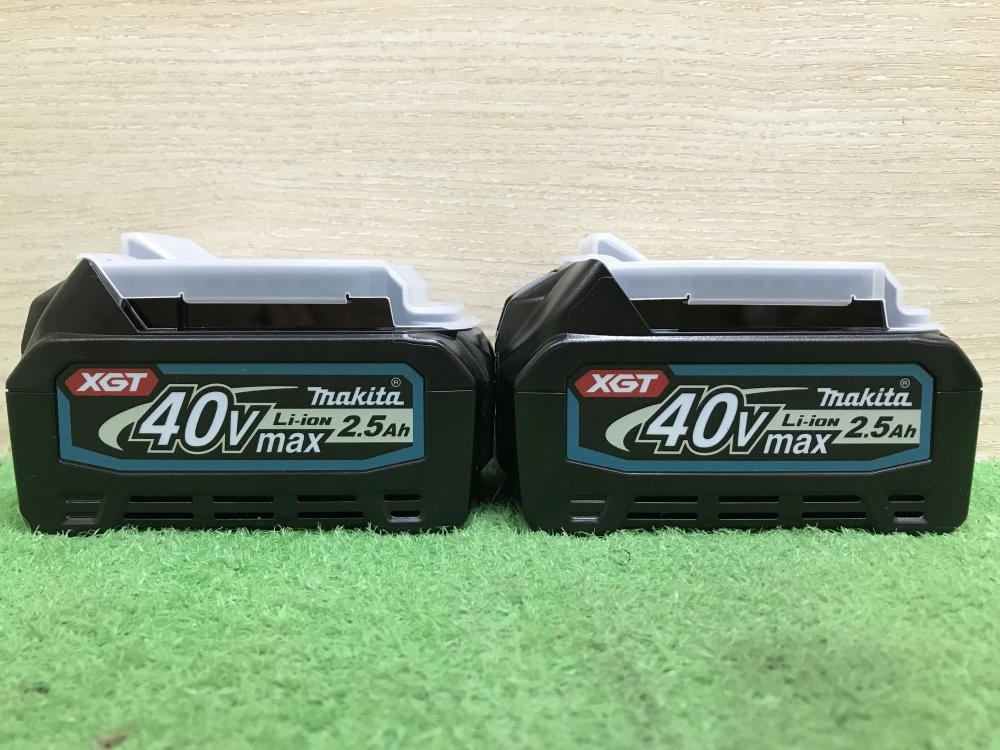 XGT
makita®
40v max
Li-ion 2.5Ah
XGT
makita®
40v max
Li-ion 2.5Ah